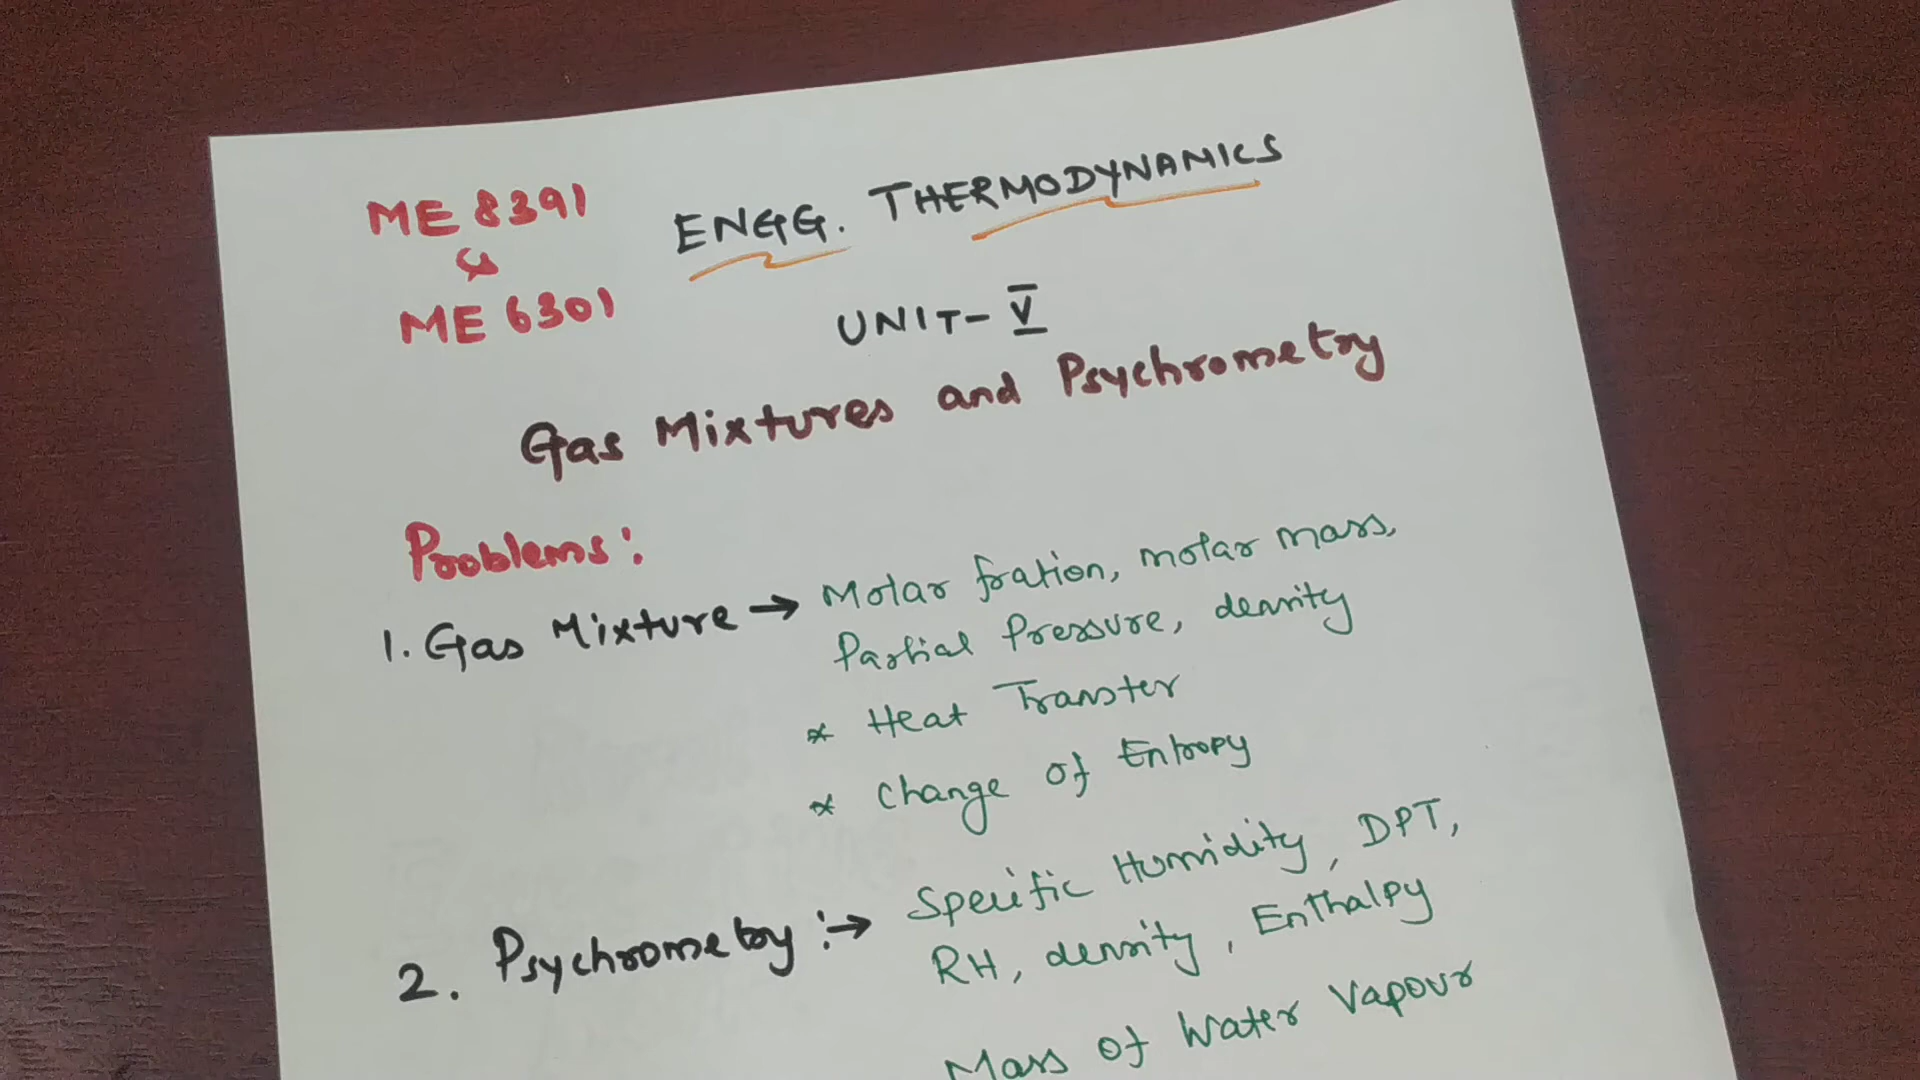 ME 8391
&
ME 6301
ENGG. THERMODYNAMICS
UNIT-V
Gas Mixtures and Psychrometry
Problems:
1. Gas Mixture → Molar fration, molar mass,
Partial Pressure, density
* Heat Transter
* Change of Entropy
2. Psychrometry :→ Specific Humidity, DPT,
RH, density, Enthalpy
Mass of Water Vapour